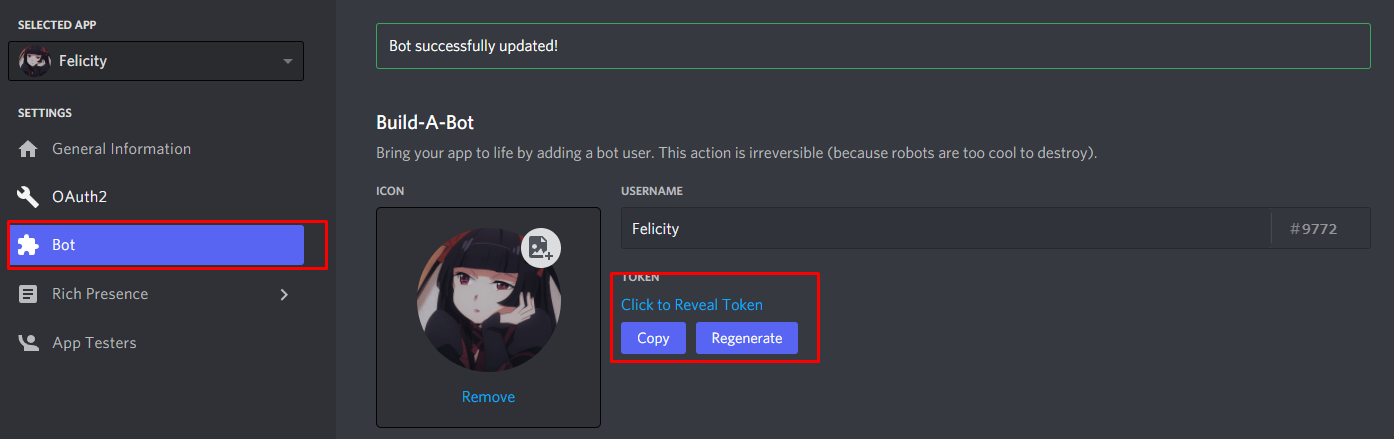 SELECTED APP
Felicity
SETTINGS
General Information
OAuth2
Bot
Rich Presence
App Testers
Bot successfully updated!
Build-A-Bot
Bring your app to life by adding a bot user. This action is irreversible (because robots are too cool to destroy).
ICON
Remove
USERNAME
Felicity #9772
TOKEN
Click to Reveal Token
Copy Regenerate